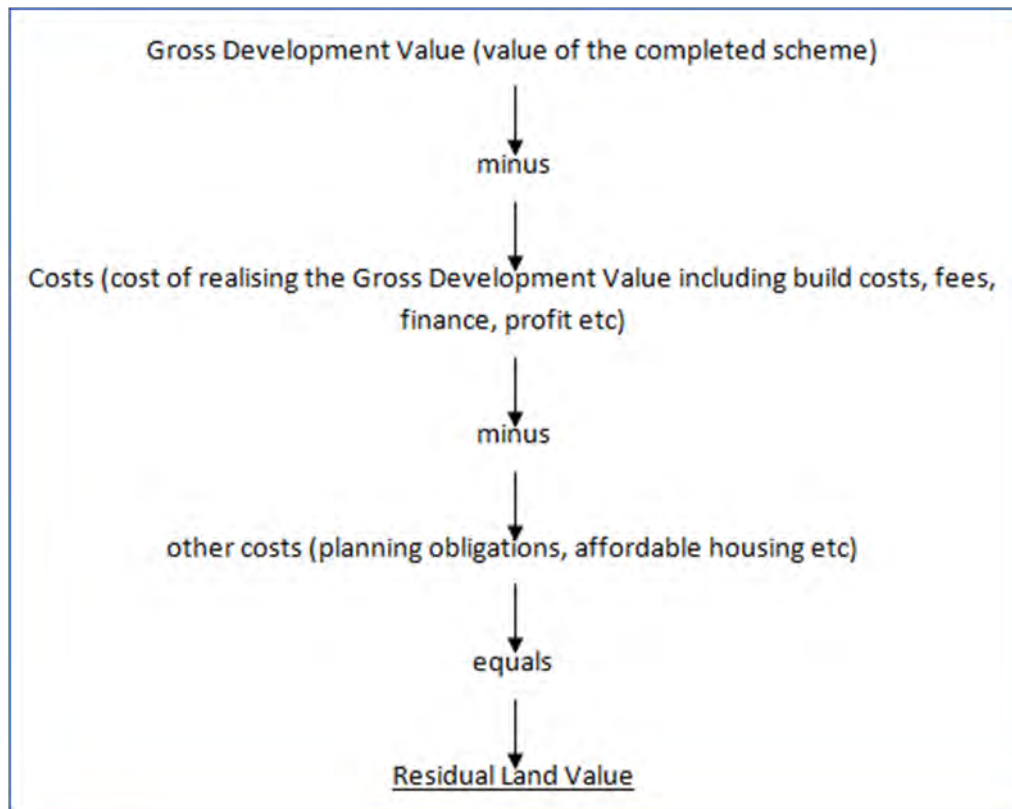 Gross Development Value (value of the completed scheme)
minus
Costs (cost of realising the Gross Development Value including build costs, fees,
finance, profit etc)
minus
other costs (planning obligations, affordable housing etc)
equals
Residual Land Value